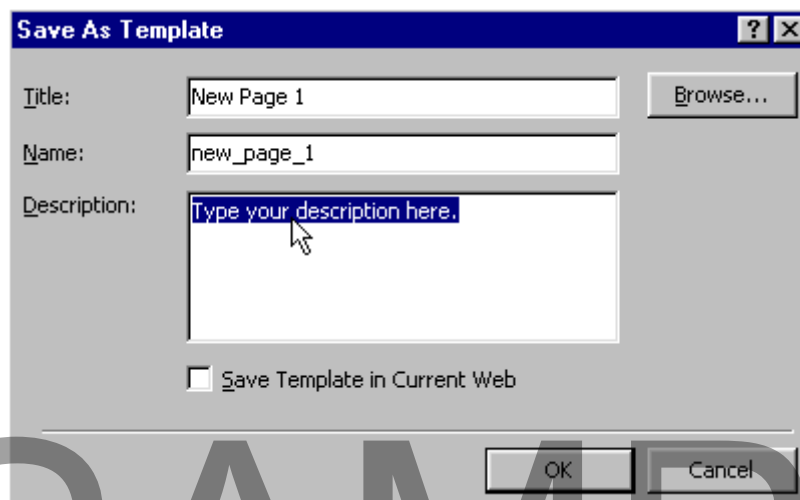 Save As Template
Title: New Page 1 Browse...
Name: new_page_1
Description: Type your description here.
Save Template in Current Web
OK Cancel